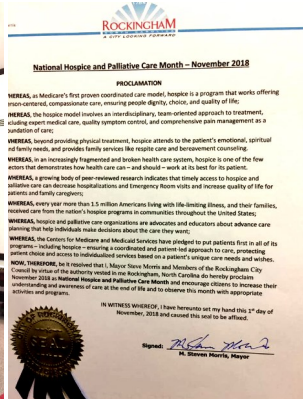 ROCKINGHAM
NORTH CAROLINA
A CITY LOOKING FORWARD
National Hospice and Palliative Care Month – November 2018
PROCLAMATION
WHEREAS, as Medicare's first proven coordinated care model, hospice is a program that works offering
person-centered, compassionate care, ensuring people dignity, choice, and quality of life;
WHEREAS, the hospice model involves an interdisciplinary, team-oriented approach to treatment,
including expert medical care, quality symptom control, and comprehensive pain management as a
foundation of care;
WHEREAS, beyond providing physical treatment, hospice attends to the patient's emotional, spiritual
and family needs, and provides family services like respite care and bereavement counseling.
WHEREAS, in an increasingly fragmented and broken health care system, hospice is one of the few
sectors that demonstrates how health care – and should – work at its best for its patient.
WHEREAS, a growing body of peer-reviewed research indicates that timely access to hospice and
palliative care can decrease hospitalizations and Emergency Room visits and increase quality of life for
patients and family caregivers;
WHEREAS, every year more than 1.5 million Americans living with life-limiting illness, and their families,
received care from the nation's hospice programs in communities throughout the United States;
WHEREAS, hospice and palliative care organizations are advocates and educators about advance care
planning that help individuals make decisions about the care they want;
WHEREAS, the Centers for Medicare and Medicaid Services have pledged to put patients first in all of its
programs – including hospice – ensuring a coordinated and patient-led approach to care, protecting
patient choice and access to individualized services based on a patient's unique care needs and wishes.
NOW, THEREFORE, be it resolved that I, Mayor Steve Morris and Members of the Rockingham City
Council by virtue of the authority vested in me Rockingham, North Carolina do hereby proclaim
November 2018 as National Hospice and Palliative Care Month and encourage citizens to increase their
understanding and awareness of care at the end of life and to observe this month with appropriate
activities and programs.
IN WITNESS WHEREOF, I have hereunto set my hand this 1st day of
November, 2018 and caused this seal to be affixed.
Signed:
M. Steven Morris, Mayor
SEAL